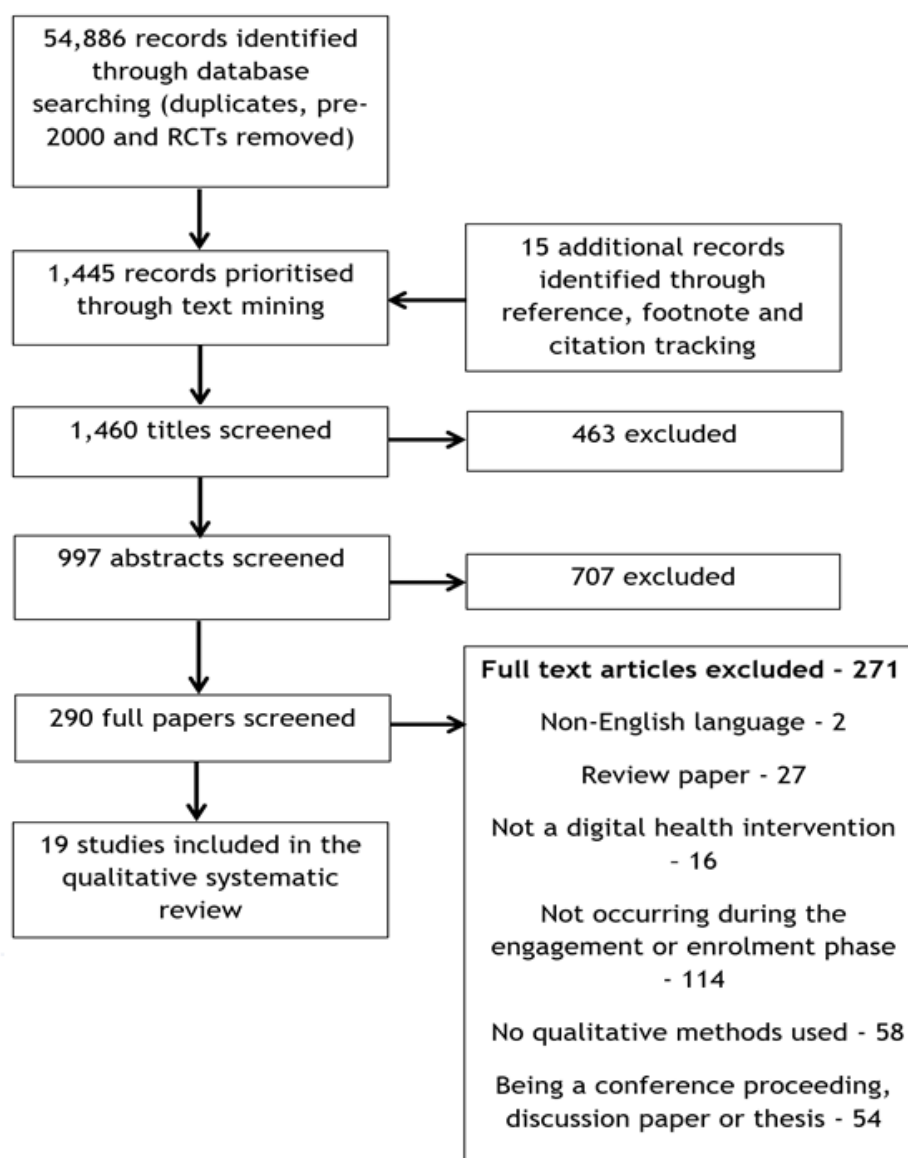 54,886 records identified
through database
searching (duplicates, pre-
2000 and RCTs removed)
1,445 records prioritised
through text mining
15 additional records
identified through
reference, footnote and
citation tracking
1,460 titles screened
463 excluded
997 abstracts screened
707 excluded
290 full papers screened
Full text articles excluded - 271
Non-English language - 2
Review paper - 27
Not a digital health intervention
- 16
Not occurring during the
engagement or enrolment phase
- 114
No qualitative methods used - 58
Being a conference proceeding,
discussion paper or thesis - 54
19 studies included in the
qualitative systematic
review